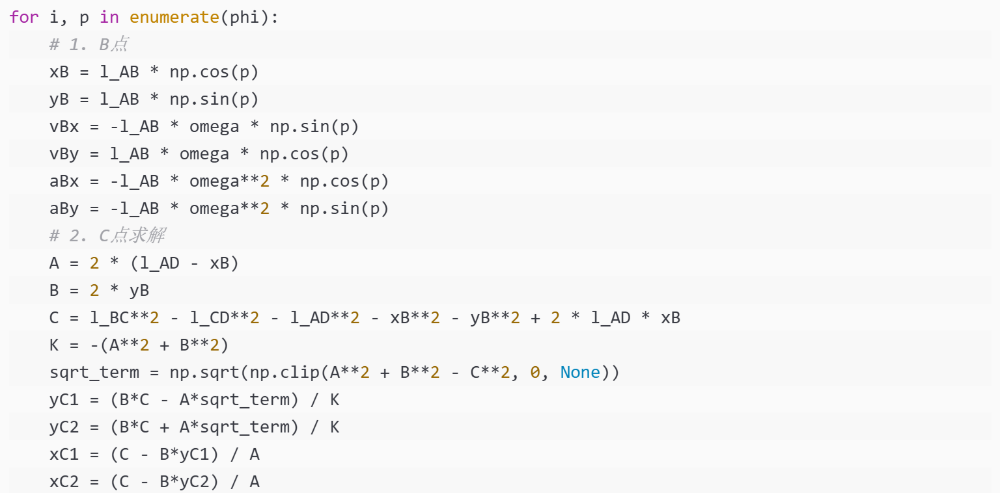 for i, p in enumerate(phi):
    # 1. B点
    xB = l_AB * np.cos(p)
    yB = l_AB * np.sin(p)
    vBx = -l_AB * omega * np.sin(p)
    vBy = l_AB * omega * np.cos(p)
    aBx = -l_AB * omega**2 * np.cos(p)
    aBy = -l_AB * omega**2 * np.sin(p)
    # 2. C点求解
    A = 2 * (l_AD - xB)
    B = 2 * yB
    C = l_BC**2 - l_CD**2 - l_AD**2 - xB**2 - yB**2 + 2 * l_AD * xB
    K = -(A**2 + B**2)
    sqrt_term = np.sqrt(np.clip(A**2 + B**2 - C**2, 0, None))
    yC1 = (B*C - A*sqrt_term) / K
    yC2 = (B*C + A*sqrt_term) / K
    xC1 = (C - B*yC1) / A
    xC2 = (C - B*yC2) / A